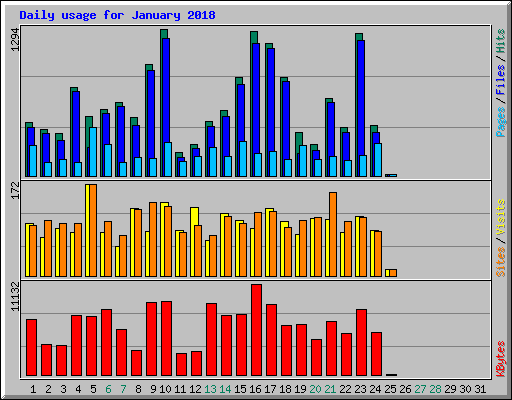 Daily usage for January 2018
1294
Pages / Files / Hits
172
Sites / Visits
11132
KBytes
1 2 3 4 5 6 7 8 9 10 11 12 13 14 15 16 17 18 19 20 21 22 23 24 25 26 27 28 29 30 31